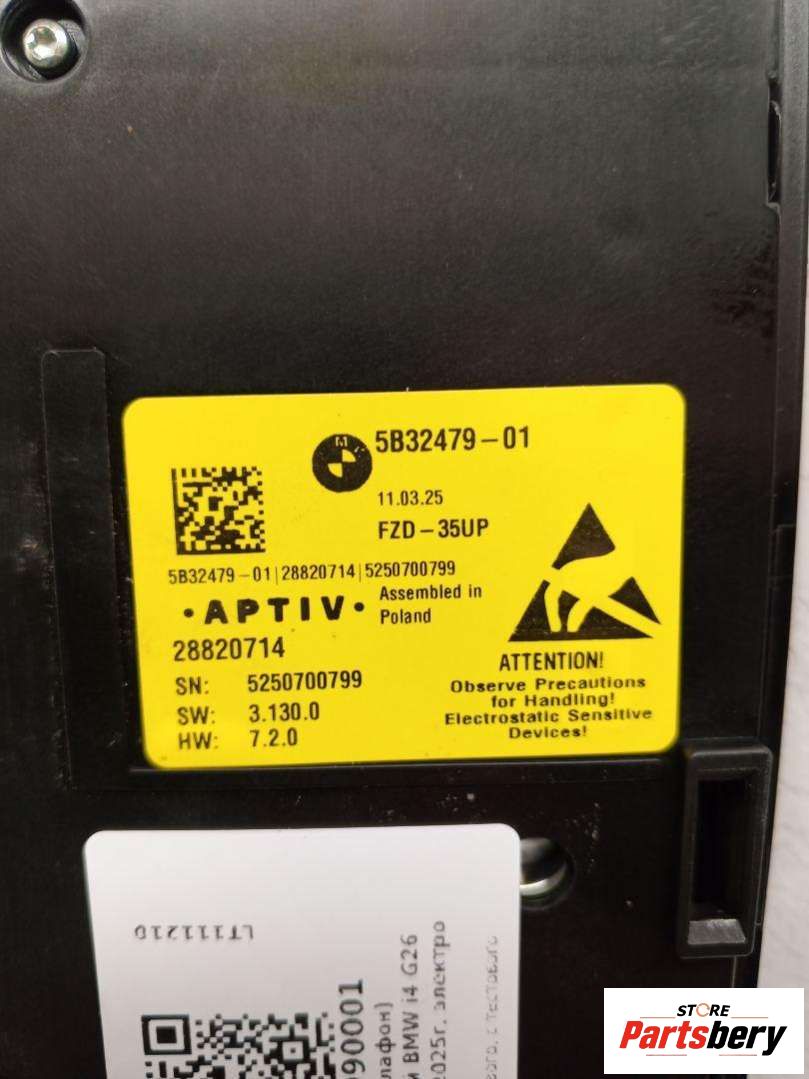 M
5B32479-01
11.03.25
FZD-35UP
5B32479-01|28820714|5250700799
• APTIV •
Assembled in
Poland
28820714
SN: 5250700799
SW: 3.130.0
HW: 7.2.0
ATTENTION!
Observe Precautions
for Handling!
Electrostatic Sensitive
Devices!
LT111210
90001
лафон)
BMW i4 G26
2025г. электро
STORE
Partsbery